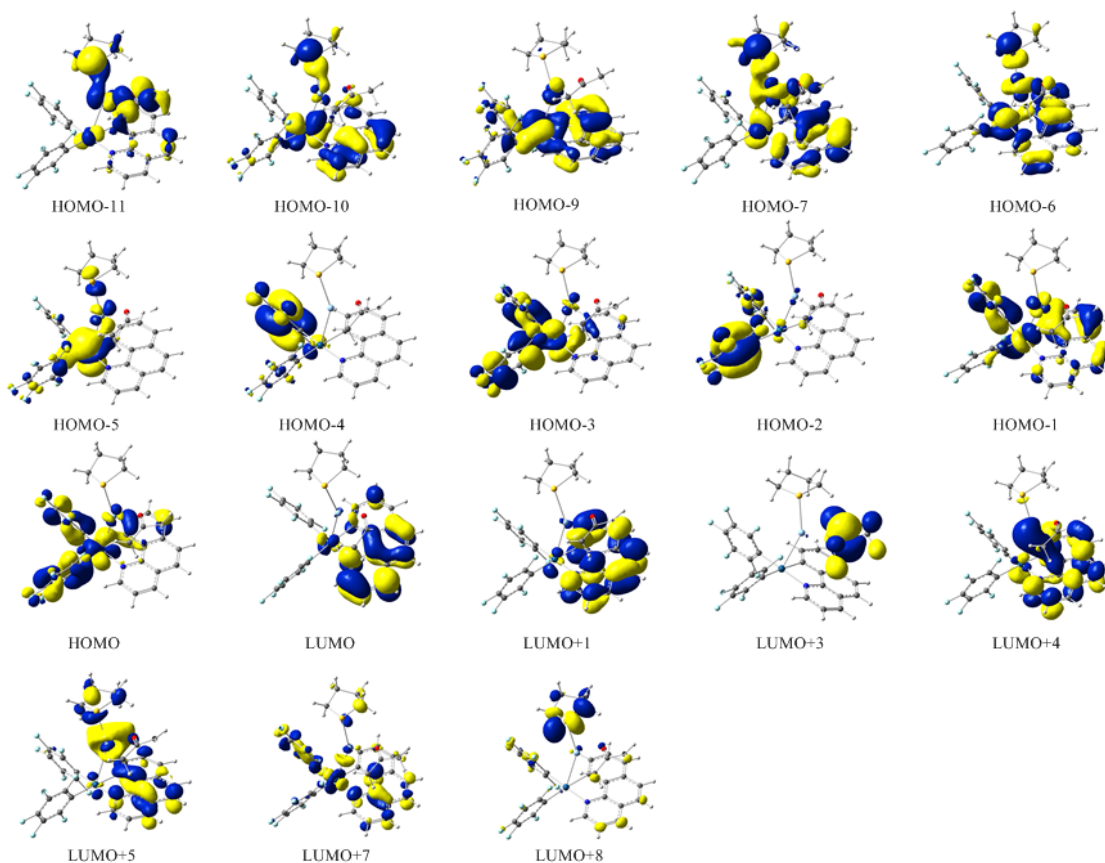 HOMO-11 HOMO-10 HOMO-9 HOMO-7 HOMO-6
HOMO-5 HOMO-4 HOMO-3 HOMO-2 HOMO-1
HOMO LUMO LUMO+1 LUMO+3 LUMO+4
LUMO+5 LUMO+7 LUMO+8